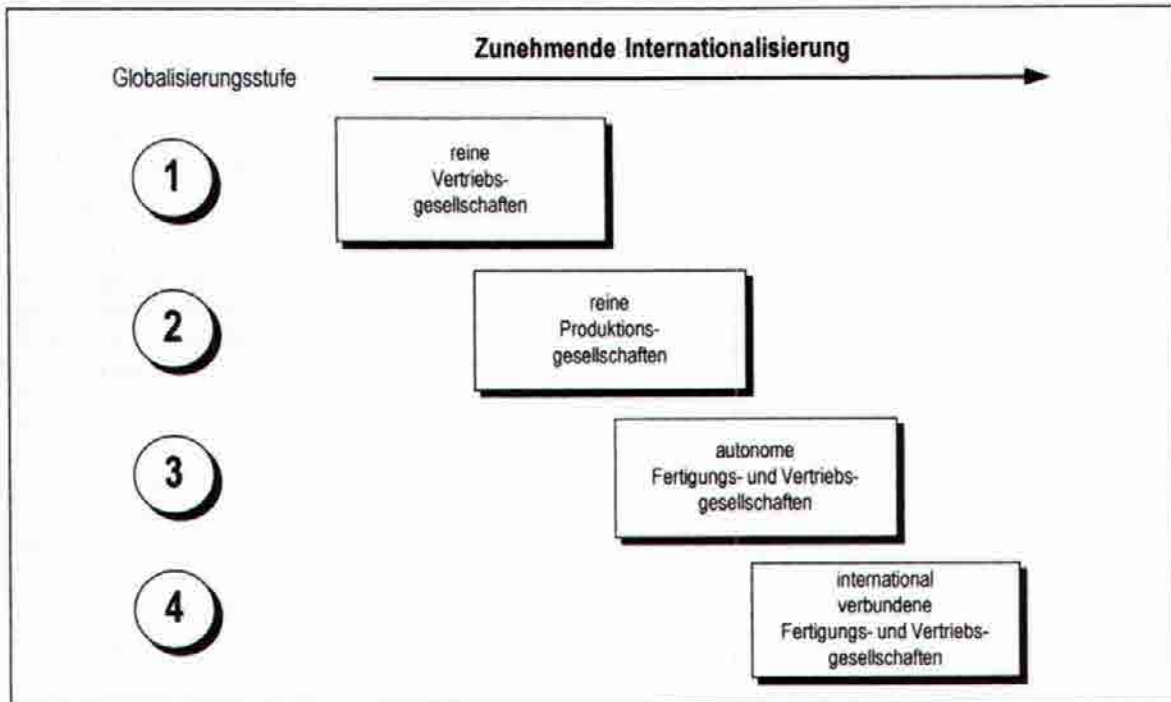 Zunehmende Internationalisierung
Globalisierungsstufe
1
reine
Vertriebs-
gesellschaften
2
reine
Produktions-
gesellschaften
3
autonome
Fertigungs- und Vertriebs-
gesellschaften
4
international
verbundene
Fertigungs- und Vertriebs-
gesellschaften